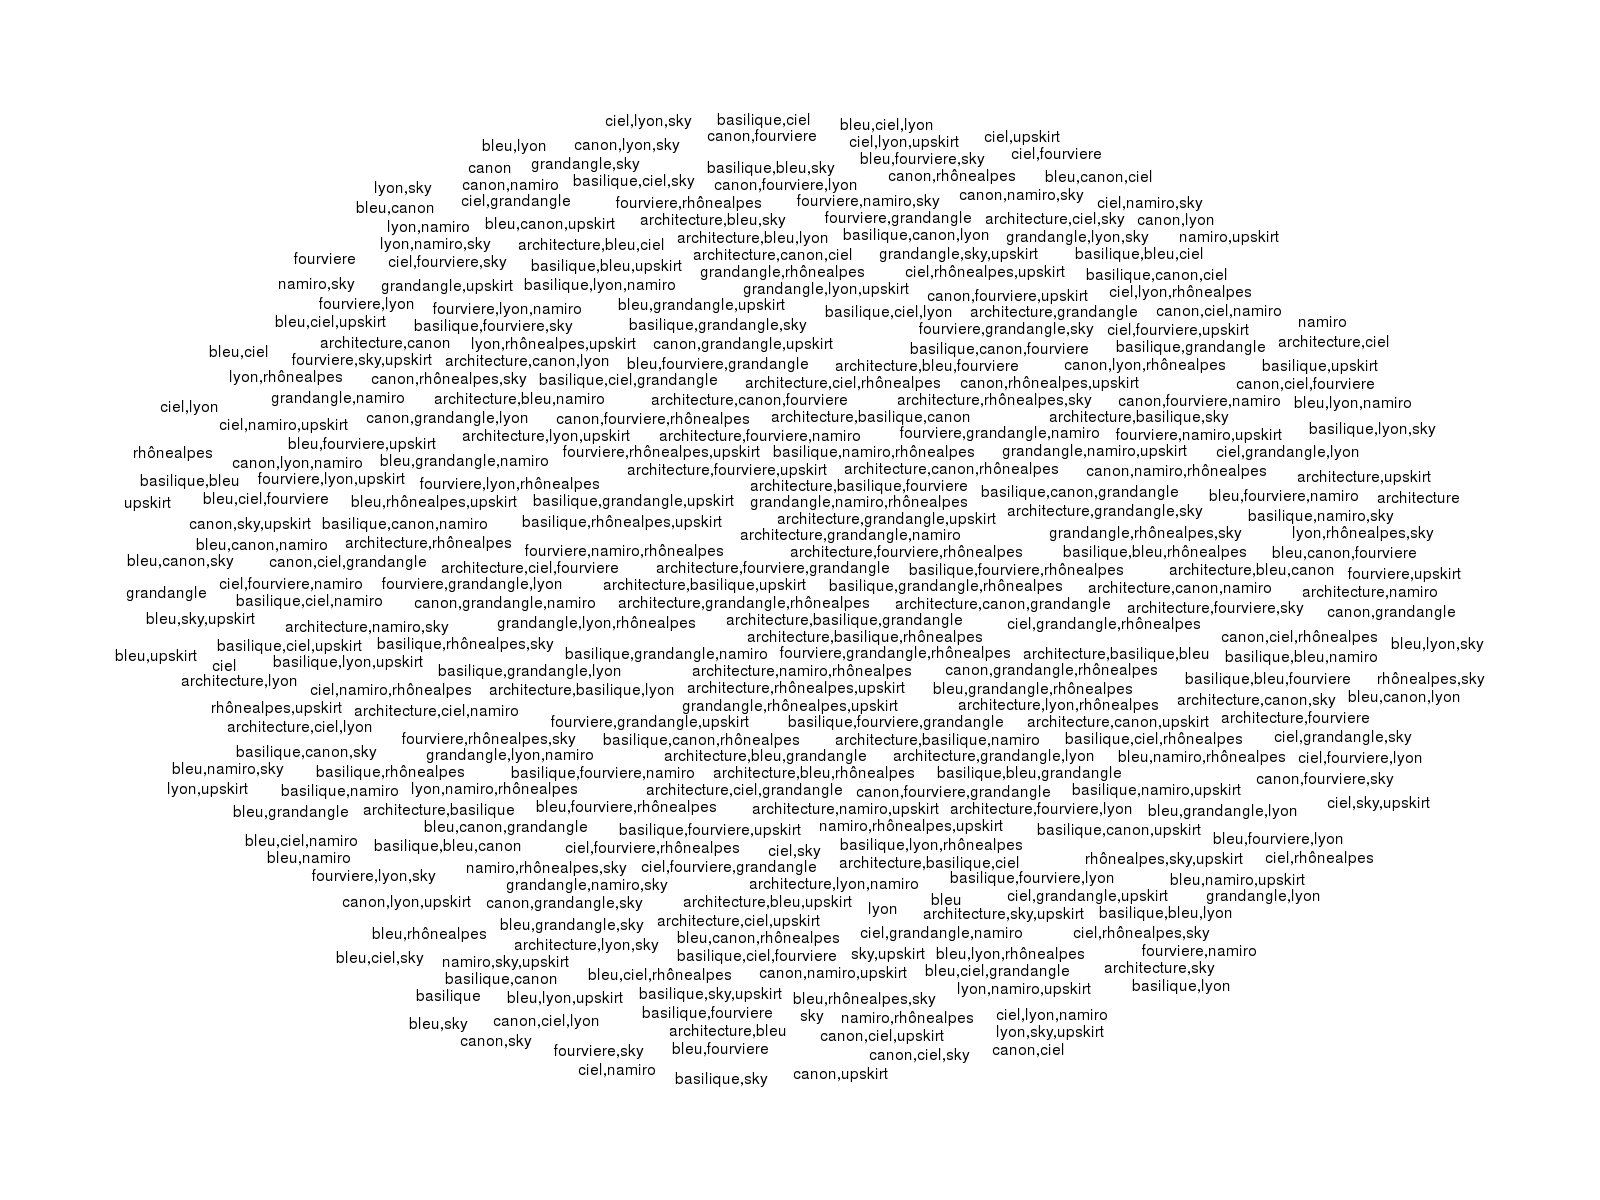 ciel,lyon,sky basilique,ciel bleu,ciel,lyon
bleu,lyon canon,lyon,sky canon,fourviere ciel,lyon,upskirt ciel,upskirt
canon grandangle,sky basilique,bleu,sky bleu,fourviere,sky ciel,fourviere
lyon,sky canon,namiro basilique,ciel,sky canon,fourviere,lyon canon,rhônealpes bleu,canon,ciel
bleu,canon ciel,grandangle fourviere,rhônealpes fourviere,namiro,sky canon,namiro,sky ciel,namiro,sky
lyon,namiro bleu,canon,upskirt architecture,bleu,sky fourviere,grandangle architecture,ciel,sky canon,lyon
lyon,namiro,sky architecture,bleu,ciel architecture,bleu,lyon basilique,canon,lyon grandangle,lyon,sky namiro,upskirt
fourviere ciel,fourviere,sky basilique,bleu,upskirt architecture,canon,ciel grandangle,sky,upskirt basilique,bleu,ciel
namiro,sky grandangle,upskirt basilique,lyon,namiro grandangle,rhônealpes ciel,rhônealpes,upskirt basilique,canon,ciel
fourviere,lyon fourviere,lyon,namiro bleu,grandangle,upskirt grandangle,lyon,upskirt canon,fourviere,upskirt ciel,lyon,rhônealpes
bleu,ciel,upskirt basilique,fourviere,sky basilique,grandangle,sky basilique,ciel,lyon architecture,grandangle canon,ciel,namiro namiro
architecture,canon lyon,rhônealpes,upskirt canon,grandangle,upskirt fourviere,grandangle,sky ciel,fourviere,upskirt architecture,ciel
bleu,ciel fourviere,sky,upskirt architecture,canon,lyon bleu,fourviere,grandangle basilique,canon,fourviere basilique,grandangle
lyon,rhônealpes canon,rhônealpes,sky basilique,ciel,grandangle architecture,bleu,fourviere canon,lyon,rhônealpes basilique,upskirt
grandangle,namiro architecture,bleu,namiro architecture,ciel,rhônealpes canon,rhônealpes,upskirt canon,ciel,fourviere
ciel,lyon architecture,canon,fourviere architecture,rhônealpes,sky canon,fourviere,namiro bleu,lyon,namiro
ciel,namiro,upskirt canon,grandangle,lyon canon,fourviere,rhônealpes architecture,basilique,canon architecture,basilique,sky
bleu,fourviere,upskirt architecture,lyon,upskirt architecture,fourviere,namiro fourviere,grandangle,namiro fourviere,namiro,upskirt basilique,lyon,sky
rhônealpes canon,lyon,namiro bleu,grandangle,namiro fourviere,rhônealpes,upskirt basilique,namiro,rhônealpes grandangle,namiro,upskirt ciel,grandangle,lyon
basilique,bleu fourviere,lyon,upskirt fourviere,lyon,rhônealpes architecture,fourviere,upskirt architecture,canon,rhônealpes canon,namiro,rhônealpes architecture,upskirt
upskirt bleu,ciel,fourviere bleu,rhônealpes,upskirt basilique,grandangle,upskirt architecture,basilique,fourviere basilique,canon,grandangle bleu,fourviere,namiro architecture
grandangle,namiro,rhônealpes architecture,grandangle,sky
canon,sky,upskirt basilique,canon,namiro basilique,rhônealpes,upskirt architecture,grandangle,upskirt basilique,namiro,sky
bleu,canon,namiro architecture,rhônealpes architecture,grandangle,namiro grandangle,rhônealpes,sky lyon,rhônealpes,sky
bleu,canon,sky canon,ciel,grandangle fourviere,namiro,rhônealpes architecture,fourviere,rhônealpes basilique,bleu,rhônealpes bleu,canon,fourviere
architecture,ciel,fourviere architecture,fourviere,grandangle basilique,fourviere,rhônealpes architecture,bleu,canon fourviere,upskirt
grandangle ciel,fourviere,namiro fourviere,grandangle,lyon architecture,basilique,upskirt basilique,grandangle,rhônealpes architecture,canon,namiro architecture,namiro
basilique,ciel,namiro canon,grandangle,namiro architecture,grandangle,rhônealpes architecture,canon,grandangle architecture,fourviere,sky canon,grandangle
bleu,sky,upskirt architecture,namiro,sky grandangle,lyon,rhônealpes architecture,basilique,grandangle ciel,grandangle,rhônealpes
basilique,ciel,upskirt basilique,rhônealpes,sky architecture,basilique,rhônealpes canon,ciel,rhônealpes bleu,lyon,sky
bleu,upskirt ciel basilique,lyon,upskirt basilique,grandangle,namiro fourviere,grandangle,rhônealpes architecture,basilique,bleu basilique,bleu,namiro
architecture,lyon basilique,grandangle,lyon architecture,namiro,rhônealpes canon,grandangle,rhônealpes basilique,bleu,fourviere rhônealpes,sky
ciel,namiro,rhônealpes architecture,basilique,lyon architecture,rhônealpes,upskirt bleu,grandangle,rhônealpes architecture,canon,sky bleu,canon,lyon
rhônealpes,upskirt architecture,ciel,namiro grandangle,rhônealpes,upskirt architecture,lyon,rhônealpes
architecture,ciel,lyon fourviere,grandangle,upskirt basilique,fourviere,grandangle architecture,canon,upskirt architecture,fourviere
fourviere,rhônealpes,sky basilique,canon,rhônealpes architecture,basilique,namiro basilique,ciel,rhônealpes ciel,grandangle,sky
basilique,canon,sky grandangle,lyon,namiro architecture,bleu,grandangle architecture,grandangle,lyon bleu,namiro,rhônealpes ciel,fourviere,lyon
bleu,namiro,sky basilique,rhônealpes basilique,fourviere,namiro architecture,bleu,rhônealpes basilique,bleu,grandangle canon,fourviere,sky
lyon,upskirt basilique,namiro lyon,namiro,rhônealpes architecture,ciel,grandangle canon,fourviere,grandangle basilique,namiro,upskirt
bleu,grandangle architecture,basilique bleu,fourviere,rhônealpes architecture,namiro,upskirt architecture,fourviere,lyon bleu,grandangle,lyon ciel,sky,upskirt
bleu,canon,grandangle basilique,fourviere,upskirt namiro,rhônealpes,upskirt basilique,canon,upskirt
bleu,ciel,namiro basilique,bleu,canon ciel,fourviere,rhônealpes ciel,sky basilique,lyon,rhônealpes bleu,fourviere,lyon
bleu,namiro namiro,rhônealpes,sky ciel,fourviere,grandangle architecture,basilique,ciel rhônealpes,sky,upskirt ciel,rhônealpes
fourviere,lyon,sky grandangle,namiro,sky architecture,lyon,namiro basilique,fourviere,lyon bleu,namiro,upskirt
canon,lyon,upskirt canon,grandangle,sky architecture,bleu,upskirt lyon bleu ciel,grandangle,upskirt grandangle,lyon
bleu,grandangle,sky architecture,ciel,upskirt architecture,sky,upskirt basilique,bleu,lyon
bleu,rhônealpes architecture,lyon,sky bleu,canon,rhônealpes ciel,grandangle,namiro ciel,rhônealpes,sky
bleu,ciel,sky namiro,sky,upskirt basilique,ciel,fourviere sky,upskirt bleu,lyon,rhônealpes fourviere,namiro
basilique,canon bleu,ciel,rhônealpes canon,namiro,upskirt bleu,ciel,grandangle architecture,sky
basilique bleu,lyon,upskirt basilique,sky,upskirt bleu,rhônealpes,sky lyon,namiro,upskirt basilique,lyon
bleu,sky canon,ciel,lyon basilique,fourviere sky namiro,rhônealpes ciel,lyon,namiro
canon,sky architecture,bleu canon,ciel,upskirt lyon,sky,upskirt
fourviere,sky bleu,fourviere canon,ciel,sky canon,ciel
ciel,namiro basilique,sky canon,upskirt